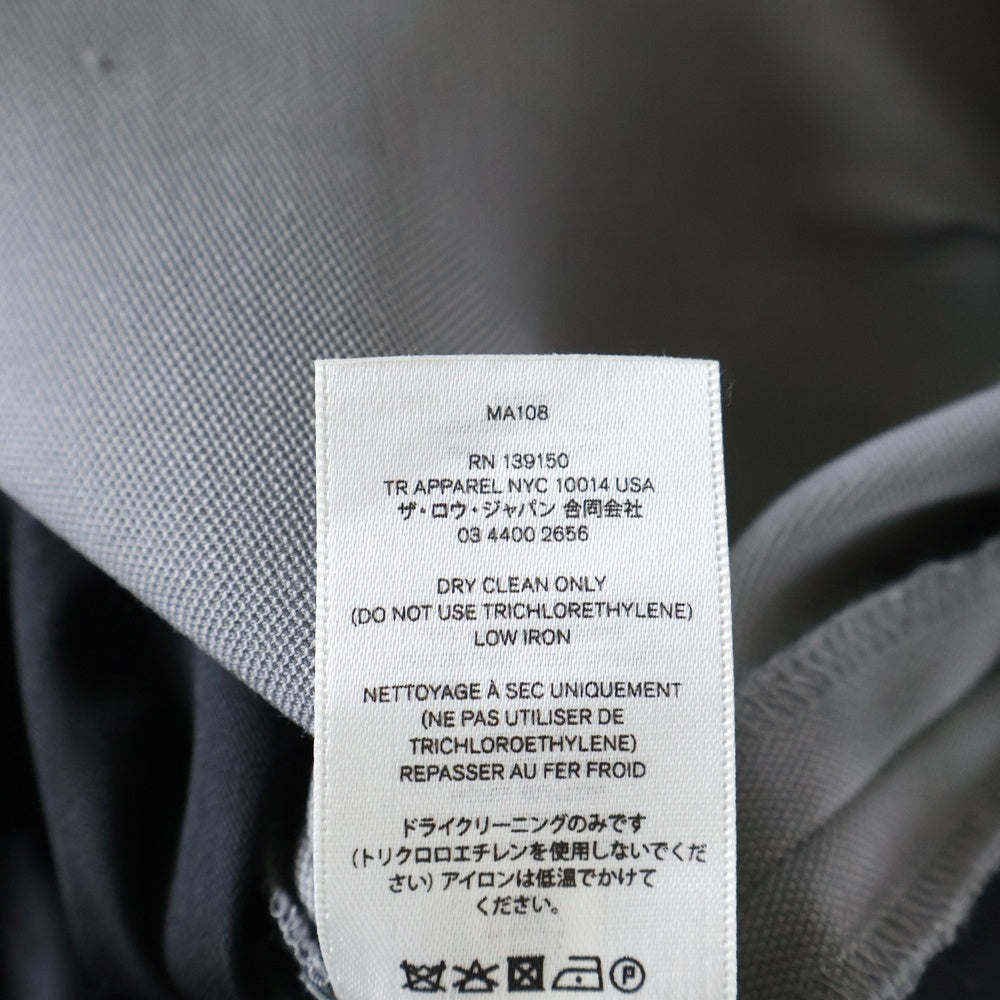 MA108
RN 139150
TR APPAREL NYC 10014 USA
ザ・ロウ・ジャパン 合同会社
03 4400 2656
DRY CLEAN ONLY
(DO NOT USE TRICHLORETHYLENE)
LOW IRON
NETTOYAGE À SEC UNIQUEMENT
(NE PAS UTILISER DE
TRICHLOROETHYLENE)
REPASSER AU FER FROID
ドライクリーニングのみです
(トリクロロエチレンを使用しないでくだ
さい) アイロンは低温でかけて
ください。
P